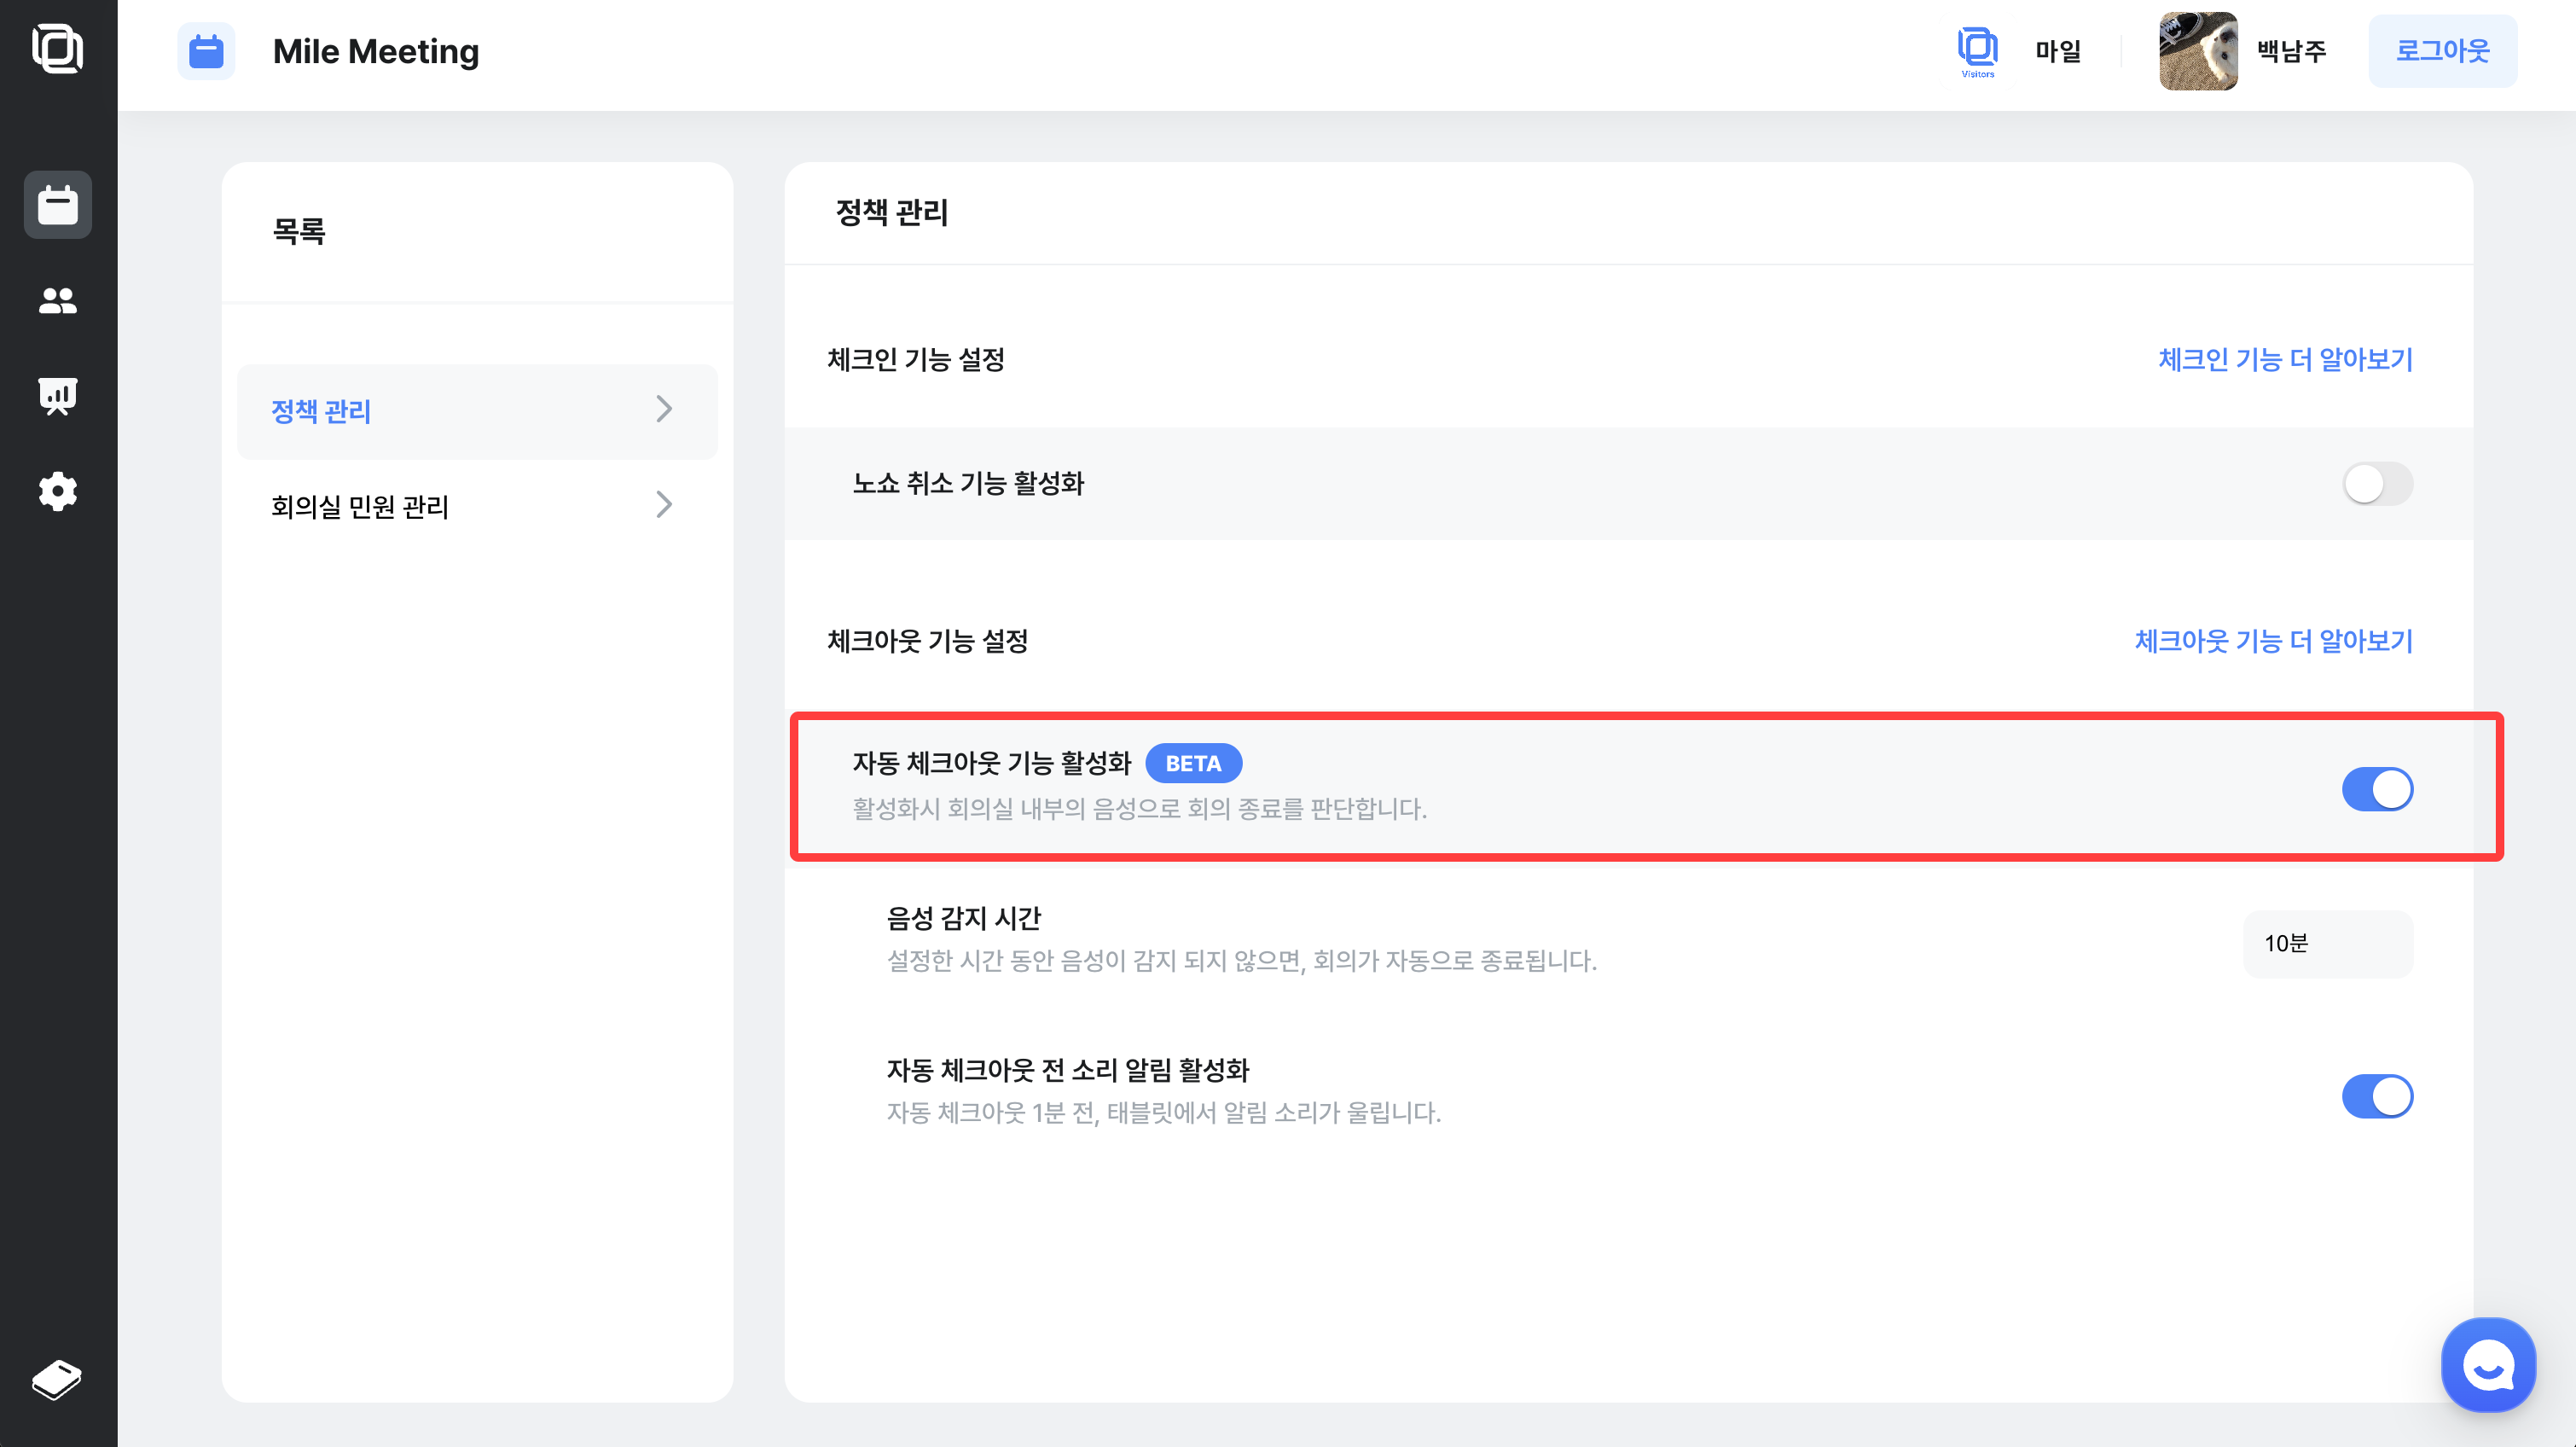 Mile Meeting
Visitors
마일
백남주
로그아웃
목록
정책 관리
회의실 민원 관리
정책 관리
체크인 기능 설정
체크인 기능 더 알아보기
노쇼 취소 기능 활성화
체크아웃 기능 설정
체크아웃 기능 더 알아보기
자동 체크아웃 기능 활성화 BETA
활성화시 회의실 내부의 음성으로 회의 종료를 판단합니다.
음성 감지 시간
설정한 시간 동안 음성이 감지 되지 않으면, 회의가 자동으로 종료됩니다.
10분
자동 체크아웃 전 소리 알림 활성화
자동 체크아웃 1분 전, 태블릿에서 알림 소리가 울립니다.